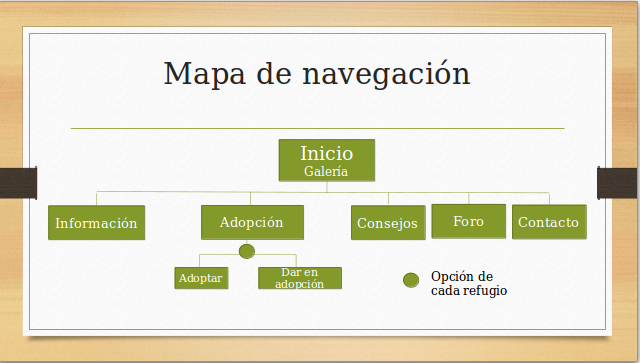 Mapa de navegación
Inicio
Galería
Información
Adopción
Consejos
Foro
Contacto
Adoptar
Dar en
adopción
Opción de
cada refugio